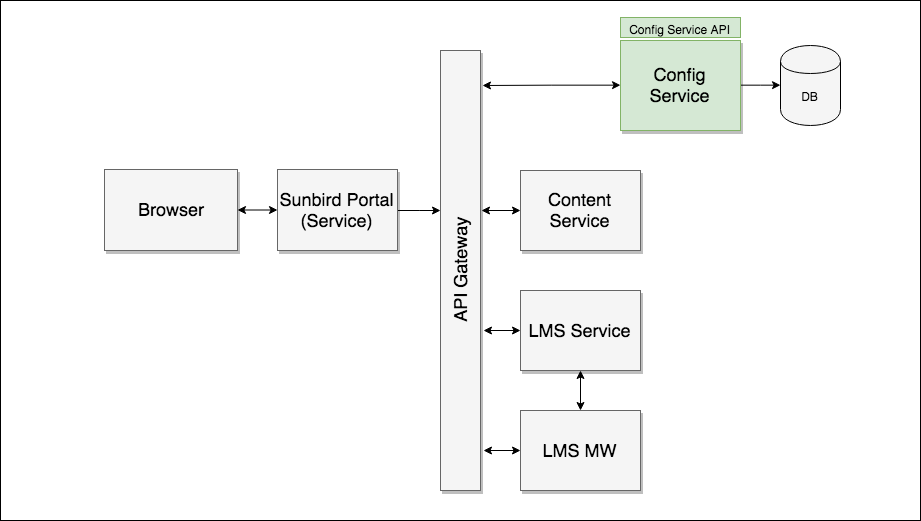 Config Service API
Config
Service
DB
Browser
Sunbird Portal
(Service)
API Gateway
Content
Service
LMS Service
LMS MW